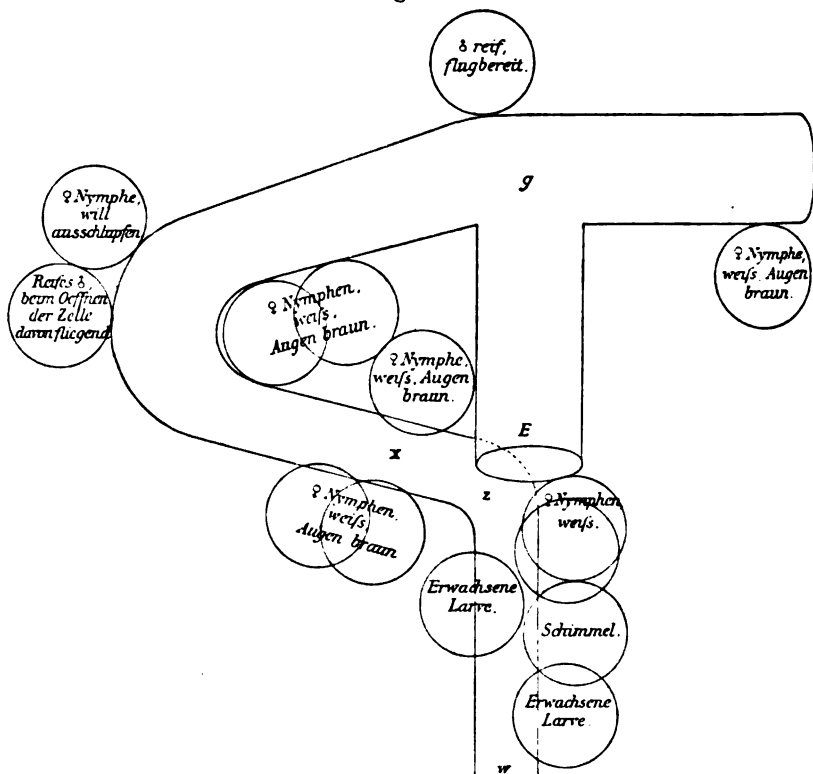 ♂ reif,
flugbereit.
g
♀ Nymphe,
will
ausschlüpfen.
Reifes ♂,
beim Oeffnen
der Zelle
davonfliegend
♀ Nymphe,
weiſs, Augen
braun.
♀ Nymphen,
weiſs,
Augen braun.
♀ Nymphe,
weiſs, Augen
braun.
E
x
z
♀ Nymphen,
weiſs,
Augen braun
♀ Nymphen,
weiſs.
Erwachsene
Larve.
Schimmel.
Erwachsene
Larve.
w